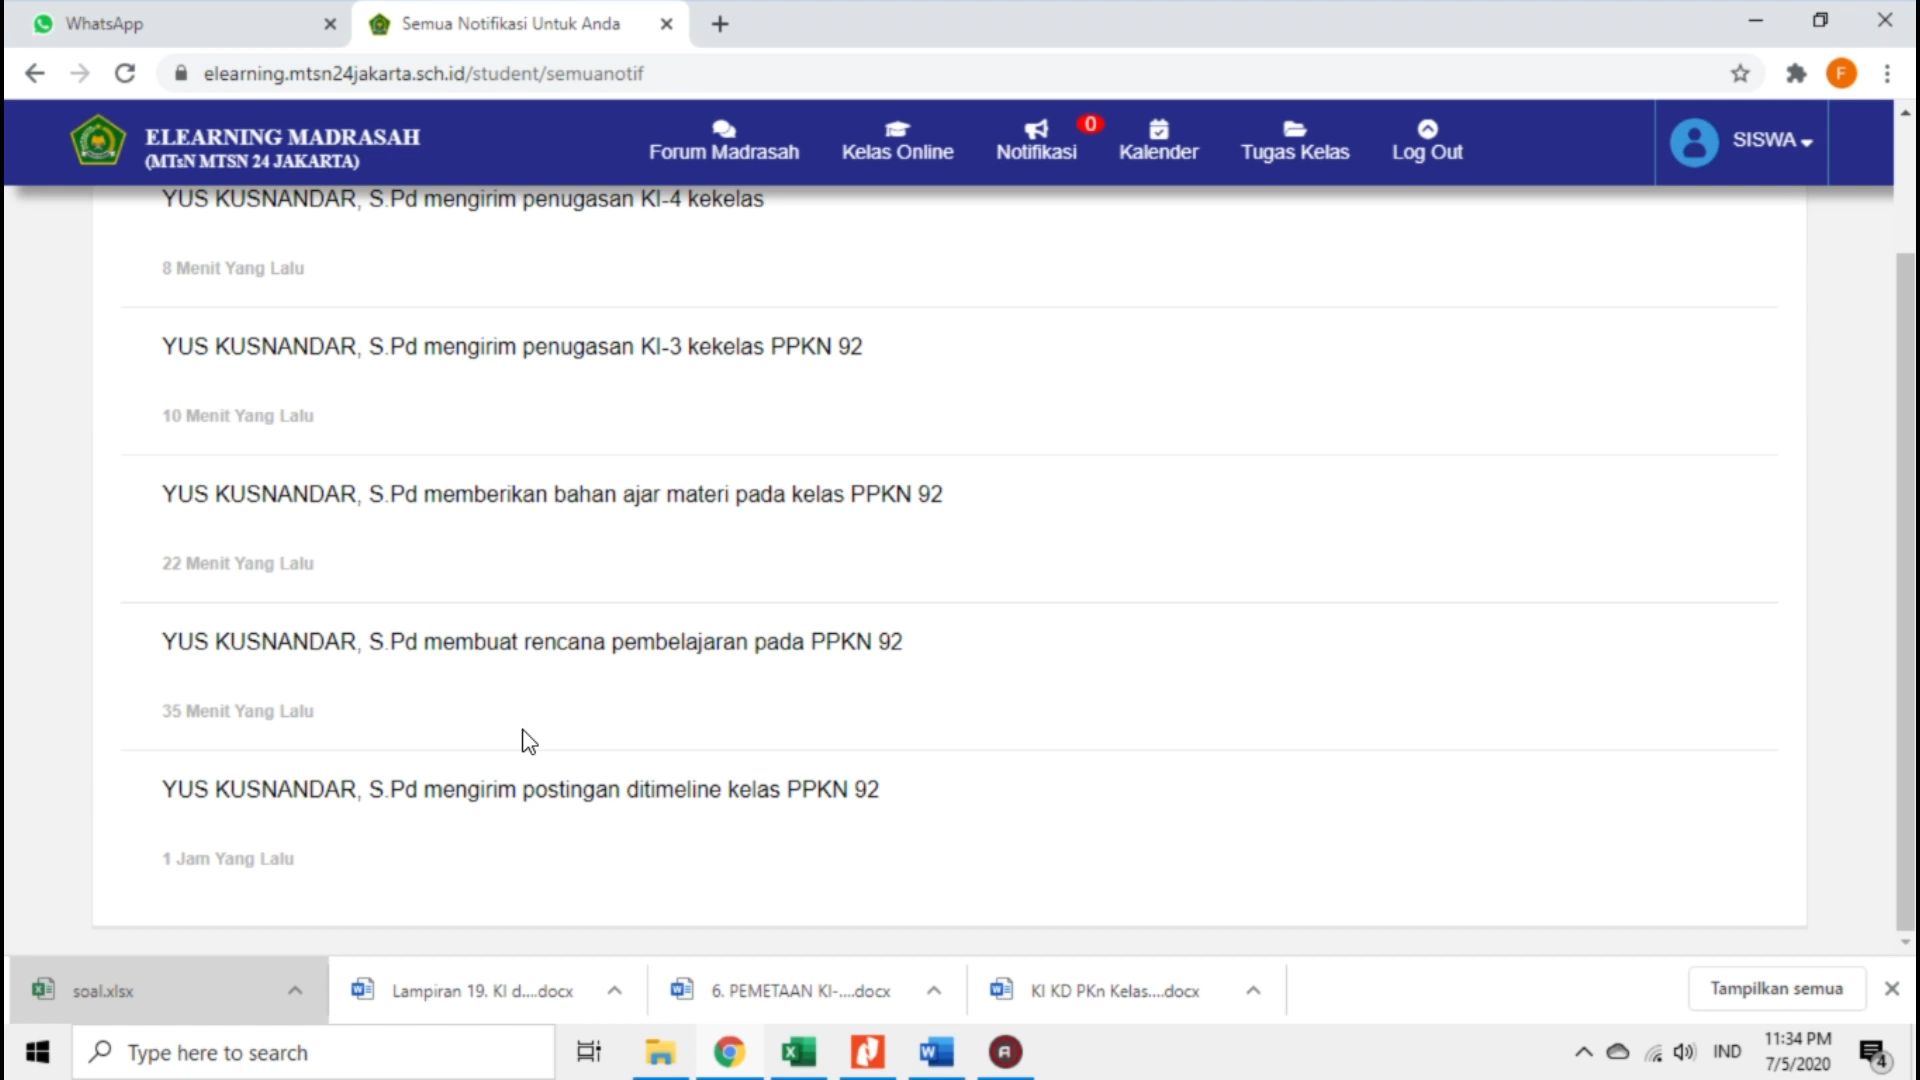 WhatsApp
Semua Notifikasi Untuk Anda
elearning.mtsn24jakarta.sch.id/student/semuanotif
F
ELEARNING MADRASAH
(MTsN MTSN 24 JAKARTA)
Forum Madrasah
Kelas Online
Notifikasi
0
Kalender
Tugas Kelas
Log Out
SISWA
YUS KUSNANDAR, S.Pd mengirim penugasan KI-4 kekelas
8 Menit Yang Lalu
YUS KUSNANDAR, S.Pd mengirim penugasan KI-3 kekelas PPKN 92
10 Menit Yang Lalu
YUS KUSNANDAR, S.Pd memberikan bahan ajar materi pada kelas PPKN 92
22 Menit Yang Lalu
YUS KUSNANDAR, S.Pd membuat rencana pembelajaran pada PPKN 92
35 Menit Yang Lalu
YUS KUSNANDAR, S.Pd mengirim postingan ditimeline kelas PPKN 92
1 Jam Yang Lalu
soal.xlsx
Lampiran 19. KI d....docx
6. PEMETAAN KI-....docx
KI KD PKn Kelas....docx
Tampilkan semua
Type here to search
IND
11:34 PM
7/5/2020
4